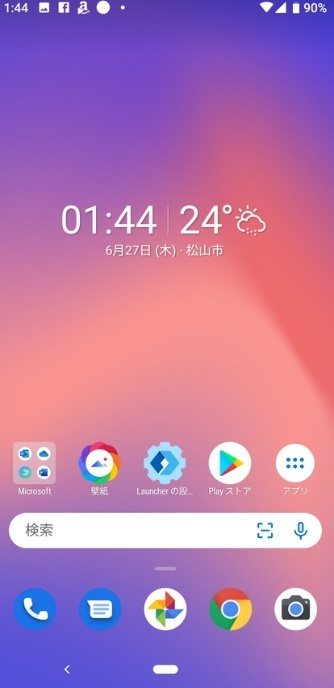 1:44
90%
01:44 24°
6月27日 (木)・松山市
Microsoft
壁紙
Launcher の設...
Play ストア
アプリ
検索